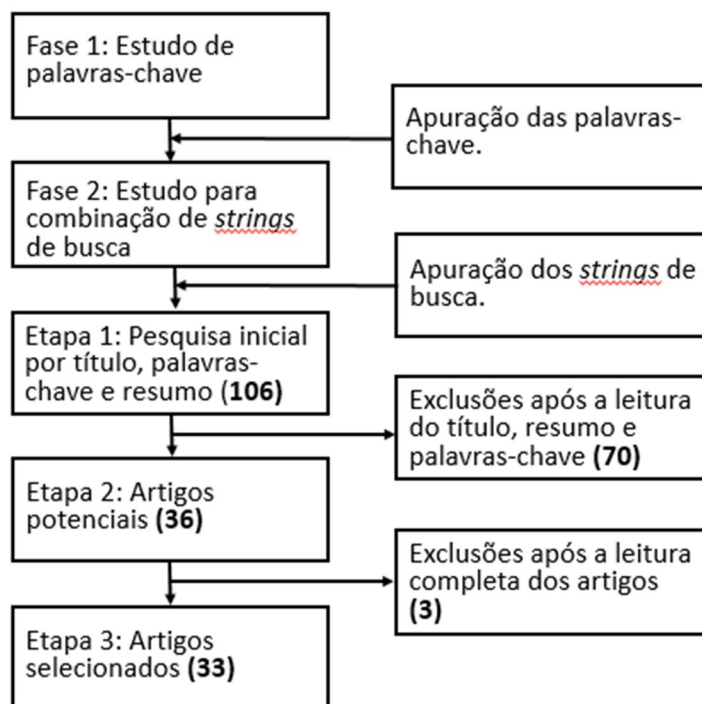 Fase 1: Estudo de
palavras-chave
Apuração das palavras-
chave.
Fase 2: Estudo para
combinação de strings
de busca
Apuração dos strings de
busca.
Etapa 1: Pesquisa inicial
por título, palavras-
chave e resumo (106)
Exclusões após a leitura
do título, resumo e
palavras-chave (70)
Etapa 2: Artigos
potenciais (36)
Exclusões após a leitura
completa dos artigos
(3)
Etapa 3: Artigos
selecionados (33)